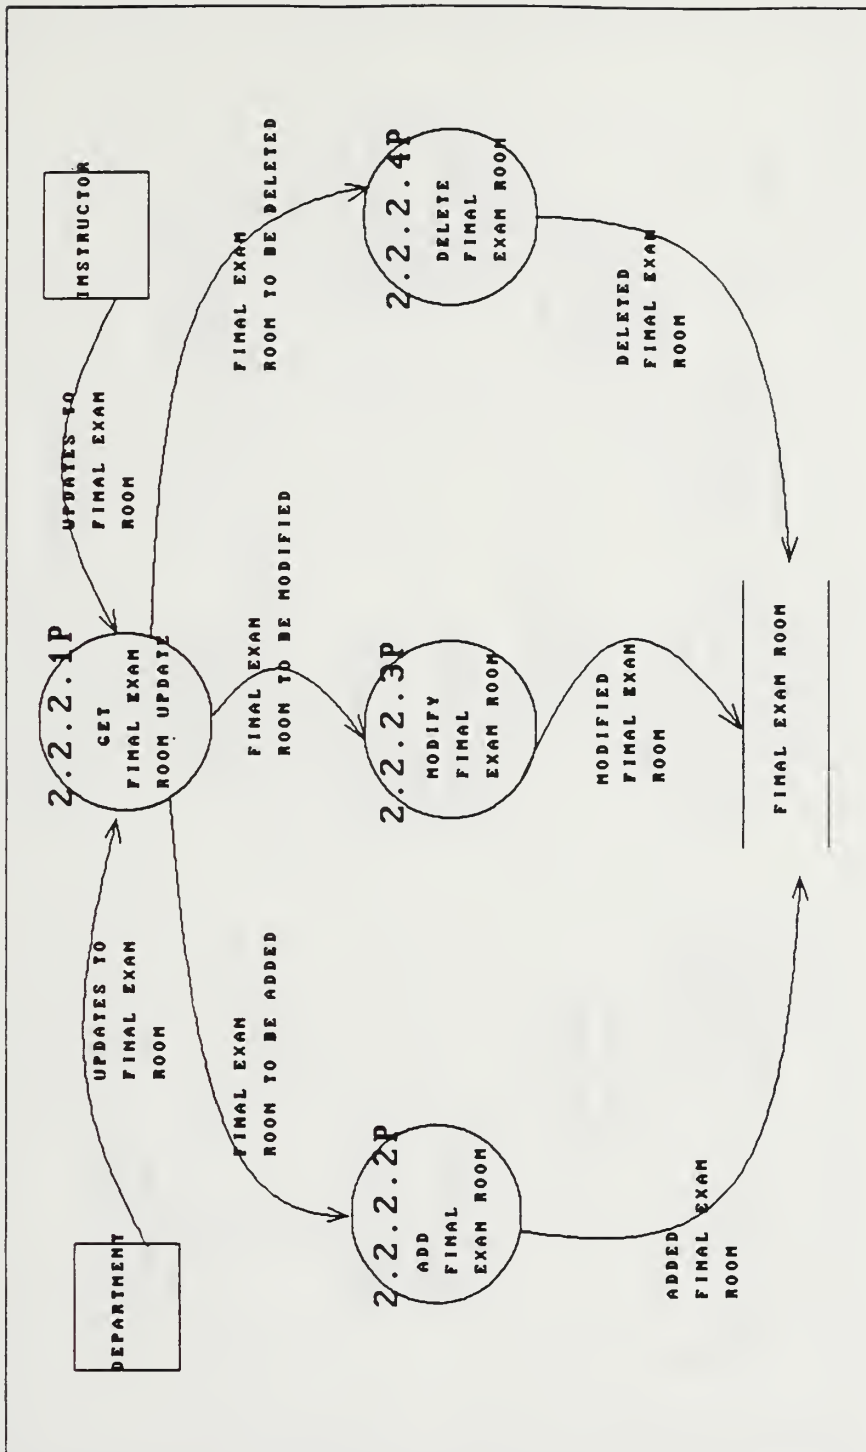 DEPARTMENT
INSTRUCTOR
UPDATES TO
FINAL EXAM
ROOM
UPDATES TO
FINAL EXAM
ROOM
2.2.2.1P
GET
FINAL EXAM
ROOM UPDATE
FINAL EXAM
ROOM TO BE ADDED
FINAL EXAM
ROOM TO BE MODIFIED
FINAL EXAM
ROOM TO BE DELETED
2.2.2.2P
ADD
FINAL
EXAM ROOM
2.2.2.3P
MODIFY
FINAL
EXAM ROOM
2.2.2.4P
DELETE
FINAL
EXAM ROOM
ADDED
FINAL EXAM
ROOM
MODIFIED
FINAL EXAM
ROOM
DELETED
FINAL EXAM
ROOM
FINAL EXAM ROOM